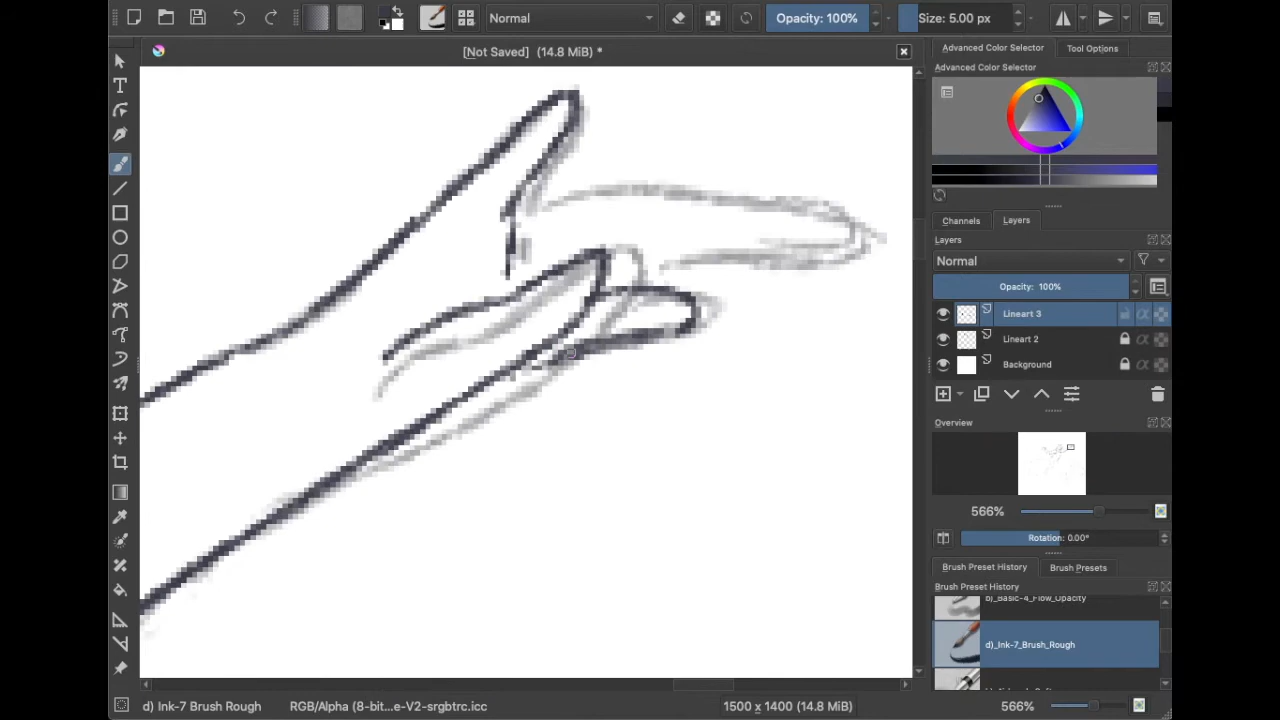 Normal
Opacity: 100%
Size: 5.00 px
[Not Saved] (14.8 MiB) *
Advanced Color Selector
Tool Options
Advanced Color Selector
Channels
Layers
Layers
Normal
Opacity: 100%
Lineart 3
Lineart 2
Background
Overview
566%
Rotation: 0.00°
Brush Preset History
Brush Presets
Brush Preset History
b)_Basic-4_Flow_Opacity
d)_Ink-7_Brush_Rough
d) Ink-7 Brush Rough
RGB/Alpha (8-bit...e-V2-srgbtrc.icc
1500 x 1400 (14.8 MiB)
566%